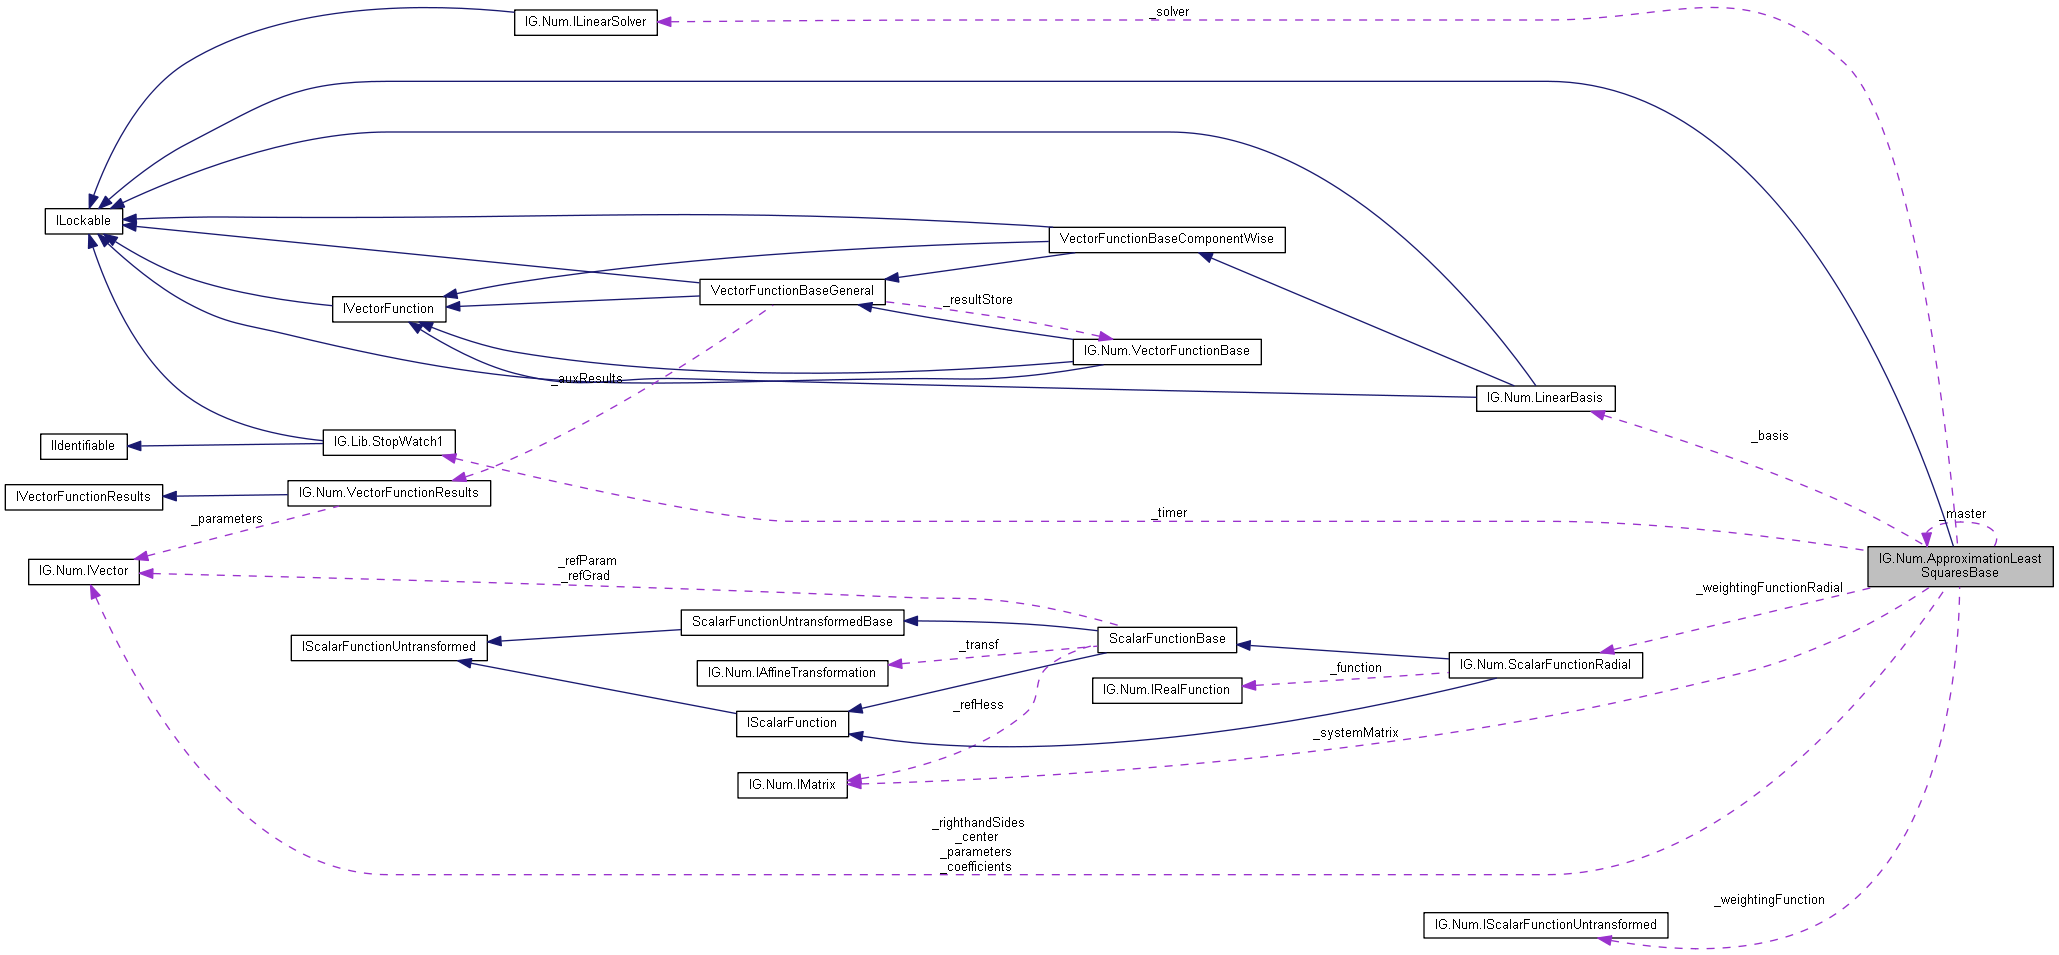 IG.Num.ILinearSolver
_solver
ILockable
VectorFunctionBaseComponentWise
VectorFunctionBaseGeneral
_resultStore
IVectorFunction
IG.Num.VectorFunctionBase
_auxResults
IG.Num.LinearBasis
_basis
IIdentifiable
IG.Lib.StopWatch1
IVectorFunctionResults
IG.Num.VectorFunctionResults
_timer
_master
_parameters
IG.Num.ApproximationLeast
SquaresBase
IG.Num.IVector
_refParam
_refGrad
_weightingFunctionRadial
ScalarFunctionUntransformedBase
IScalarFunctionUntransformed
ScalarFunctionBase
_transf
IG.Num.IAffineTransformation
IG.Num.ScalarFunctionRadial
_function
IG.Num.IRealFunction
_refHess
IScalarFunction
_systemMatrix
IG.Num.IMatrix
_righthandSides
_center
_parameters
_coefficients
_weightingFunction
IG.Num.IScalarFunctionUntransformed